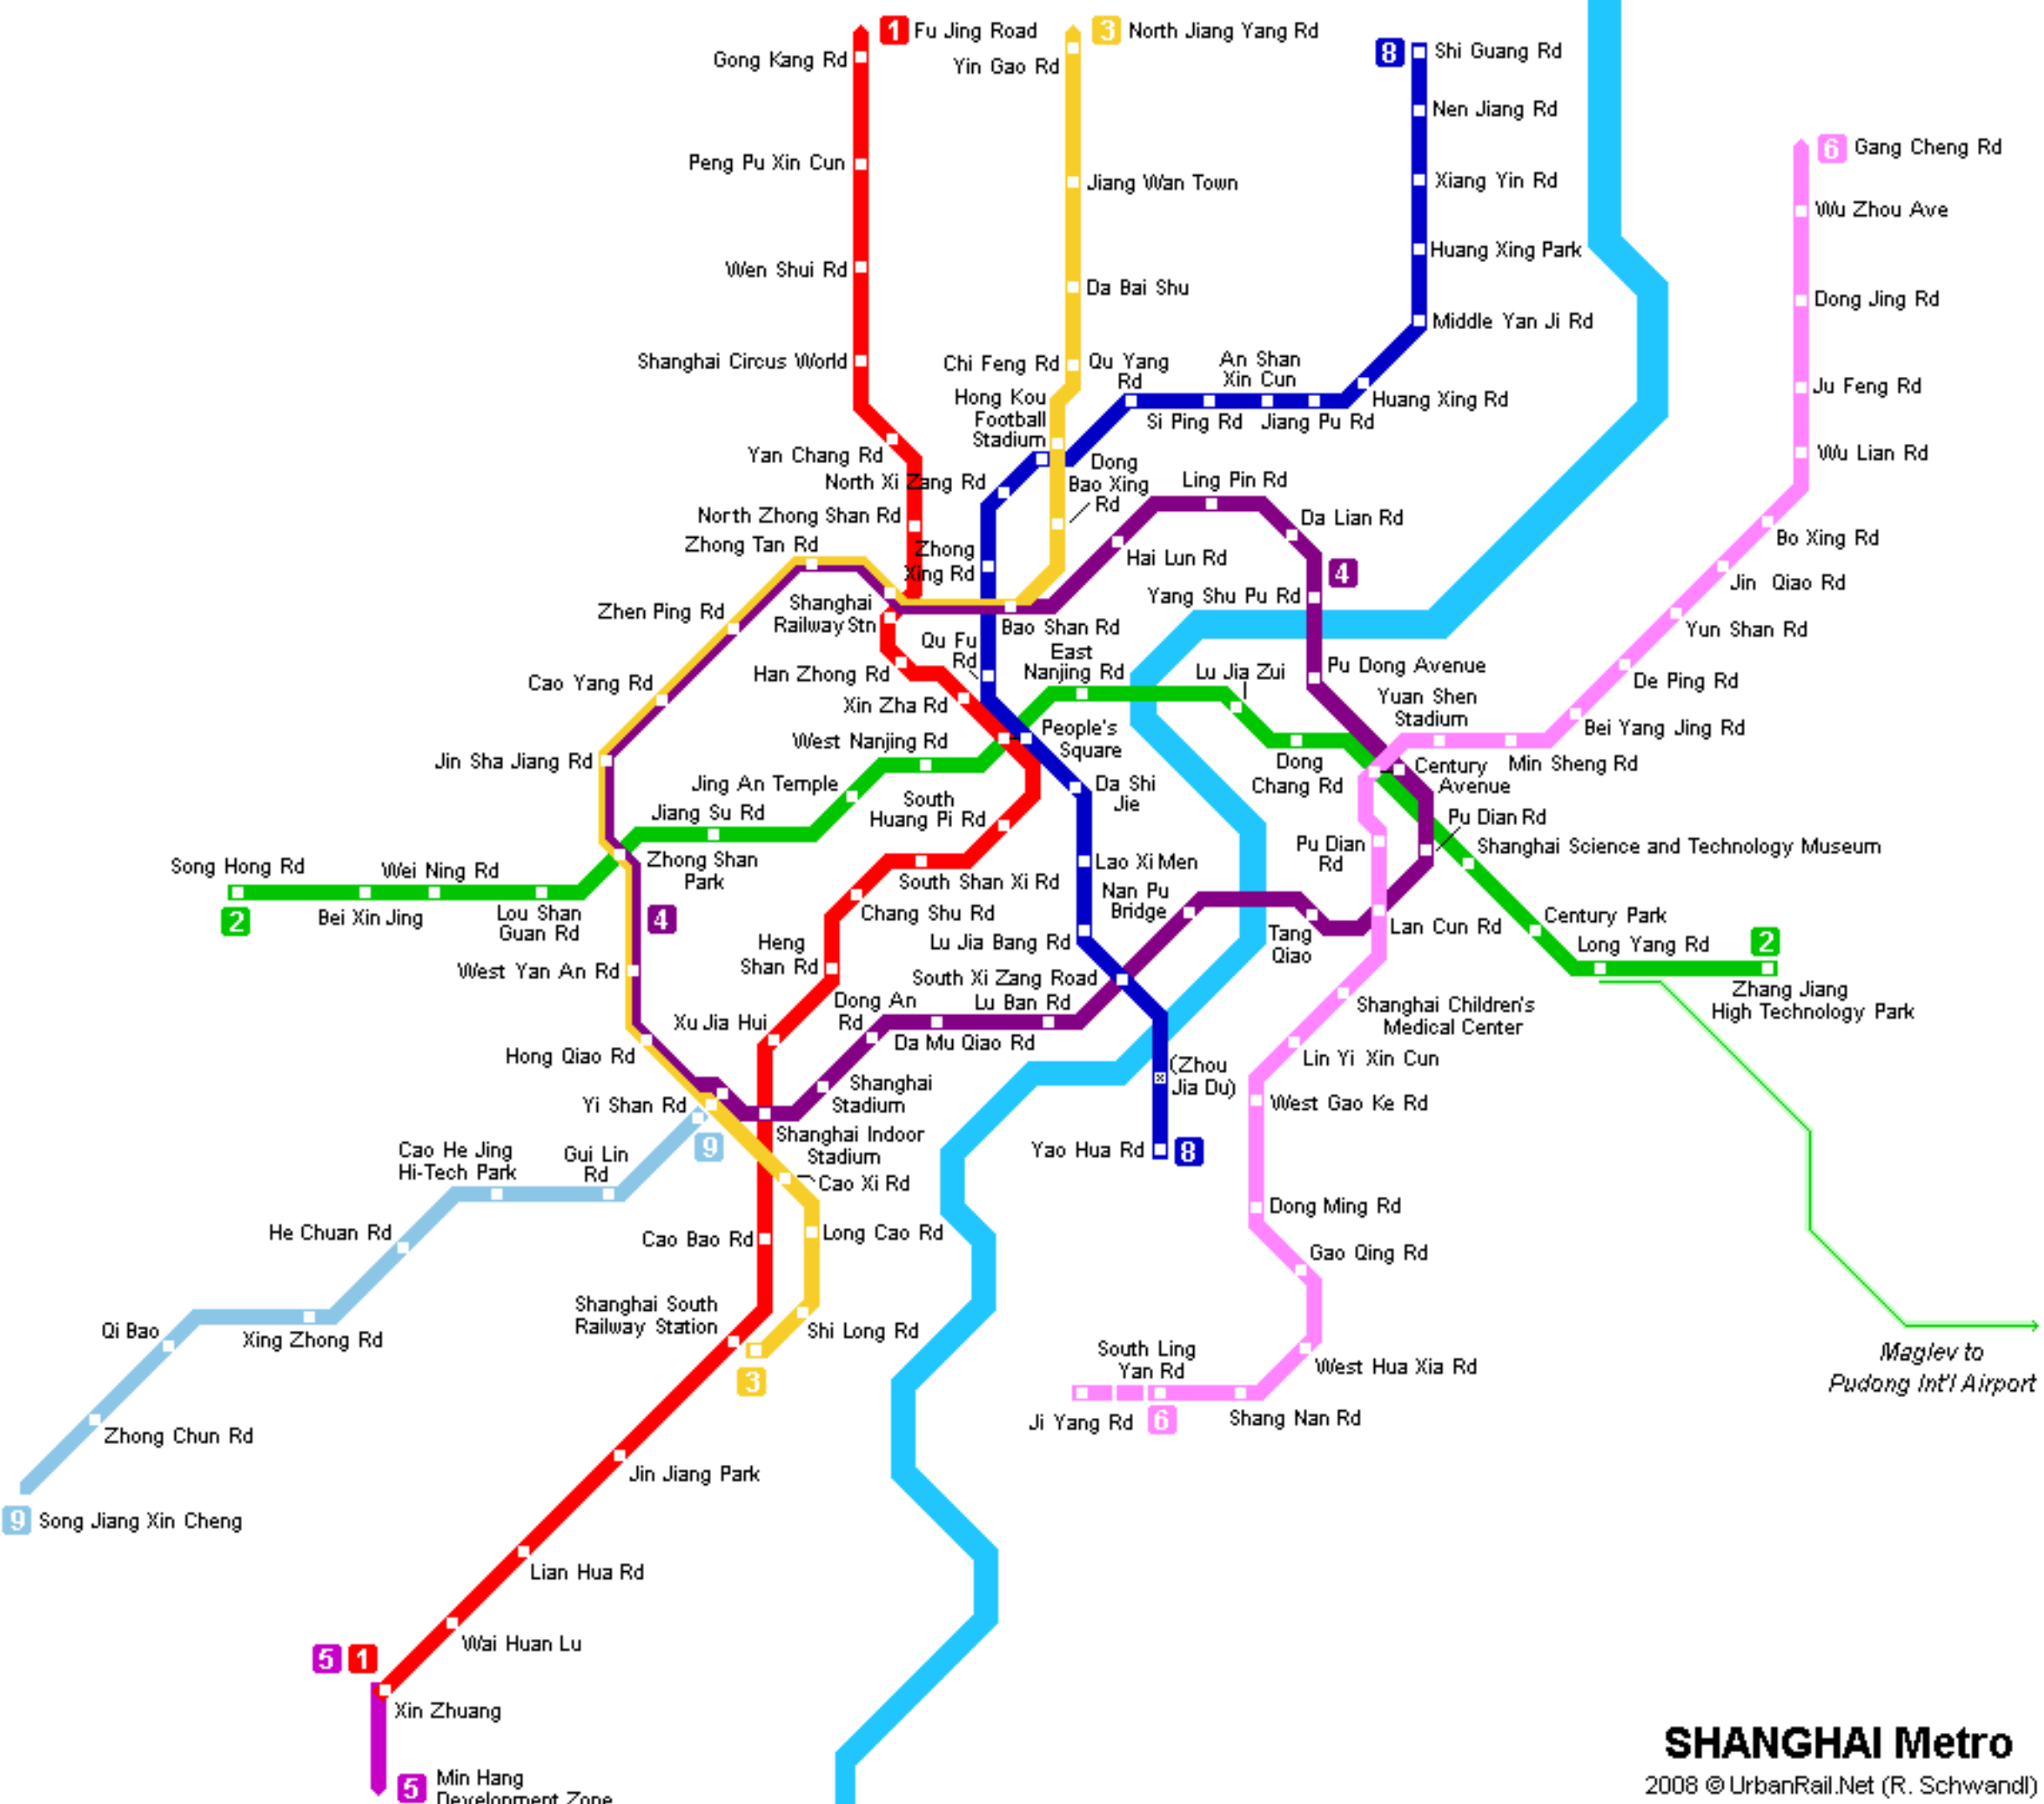 1 Fu Jing Road
3 North Jiang Yang Rd
8 Shi Guang Rd
Gong Kang Rd
Yin Gao Rd
Nen Jiang Rd
6 Gang Cheng Rd
Peng Pu Xin Cun
Jiang Wan Town
Xiang Yin Rd
Wu Zhou Ave
Wen Shui Rd
Da Bai Shu
Huang Xing Park
Dong Jing Rd
Middle Yan Ji Rd
Shanghai Circus World
Chi Feng Rd
Qu Yang
Rd
An Shan
Xin Cun
Ju Feng Rd
Hong Kou
Football
Stadium
Si Ping Rd
Jiang Pu Rd
Huang Xing Rd
Yan Chang Rd
Wu Lian Rd
North Xi Zang Rd
Dong
Bao Xing
Rd
Ling Pin Rd
North Zhong Shan Rd
Da Lian Rd
Bo Xing Rd
Zhong Tan Rd
Zhong
Xing Rd
Hai Lun Rd
4
Jin Qiao Rd
Zhen Ping Rd
Shanghai
Railway Stn
Yang Shu Pu Rd
Bao Shan Rd
Yun Shan Rd
Qu Fu
Rd
East
Nanjing Rd
Lu Jia Zui
Pu Dong Avenue
Han Zhong Rd
De Ping Rd
Cao Yang Rd
Xin Zha Rd
Yuan Shen
Stadium
Bei Yang Jing Rd
West Nanjing Rd
People's
Square
Jin Sha Jiang Rd
Dong
Chang Rd
Century
Avenue
Min Sheng Rd
Jing An Temple
Da Shi
Jie
Jiang Su Rd
South
Huang Pi Rd
Pu Dian Rd
Pu Dian
Rd
Shanghai Science and Technology Museum
Song Hong Rd
Wei Ning Rd
Zhong Shan
Park
Lao Xi Men
South Shan Xi Rd
2
Bei Xin Jing
Lou Shan
Guan Rd
4
Chang Shu Rd
Nan Pu
Bridge
Lan Cun Rd
Century Park
Tang
Qiao
Lu Jia Bang Rd
Long Yang Rd
2
Heng
Shan Rd
West Yan An Rd
South Xi Zang Road
Zhang Jiang
High Technology Park
Dong An
Rd
Lu Ban Rd
Shanghai Children's
Medical Center
Xu Jia Hui
Da Mu Qiao Rd
Hong Qiao Rd
Lin Yi Xin Cun
(Zhou
Jia Du)
Shanghai
Stadium
Yi Shan Rd
West Gao Ke Rd
9
Shanghai Indoor
Stadium
Yao Hua Rd
8
Cao He Jing
Hi-Tech Park
Gui Lin
Rd
Cao Xi Rd
Dong Ming Rd
He Chuan Rd
Cao Bao Rd
Long Cao Rd
Gao Qing Rd
Shanghai South
Railway Station
Shi Long Rd
Qi Bao
Xing Zhong Rd
3
South Ling
Yan Rd
West Hua Xia Rd
Maglev to
Pudong Int'l Airport
Ji Yang Rd
6
Shang Nan Rd
Zhong Chun Rd
Jin Jiang Park
9 Song Jiang Xin Cheng
Lian Hua Rd
Wai Huan Lu
5 1
Xin Zhuang
5 Min Hang
Development Zone
SHANGHAI Metro
2008 © UrbanRail.Net (R. Schwandl)